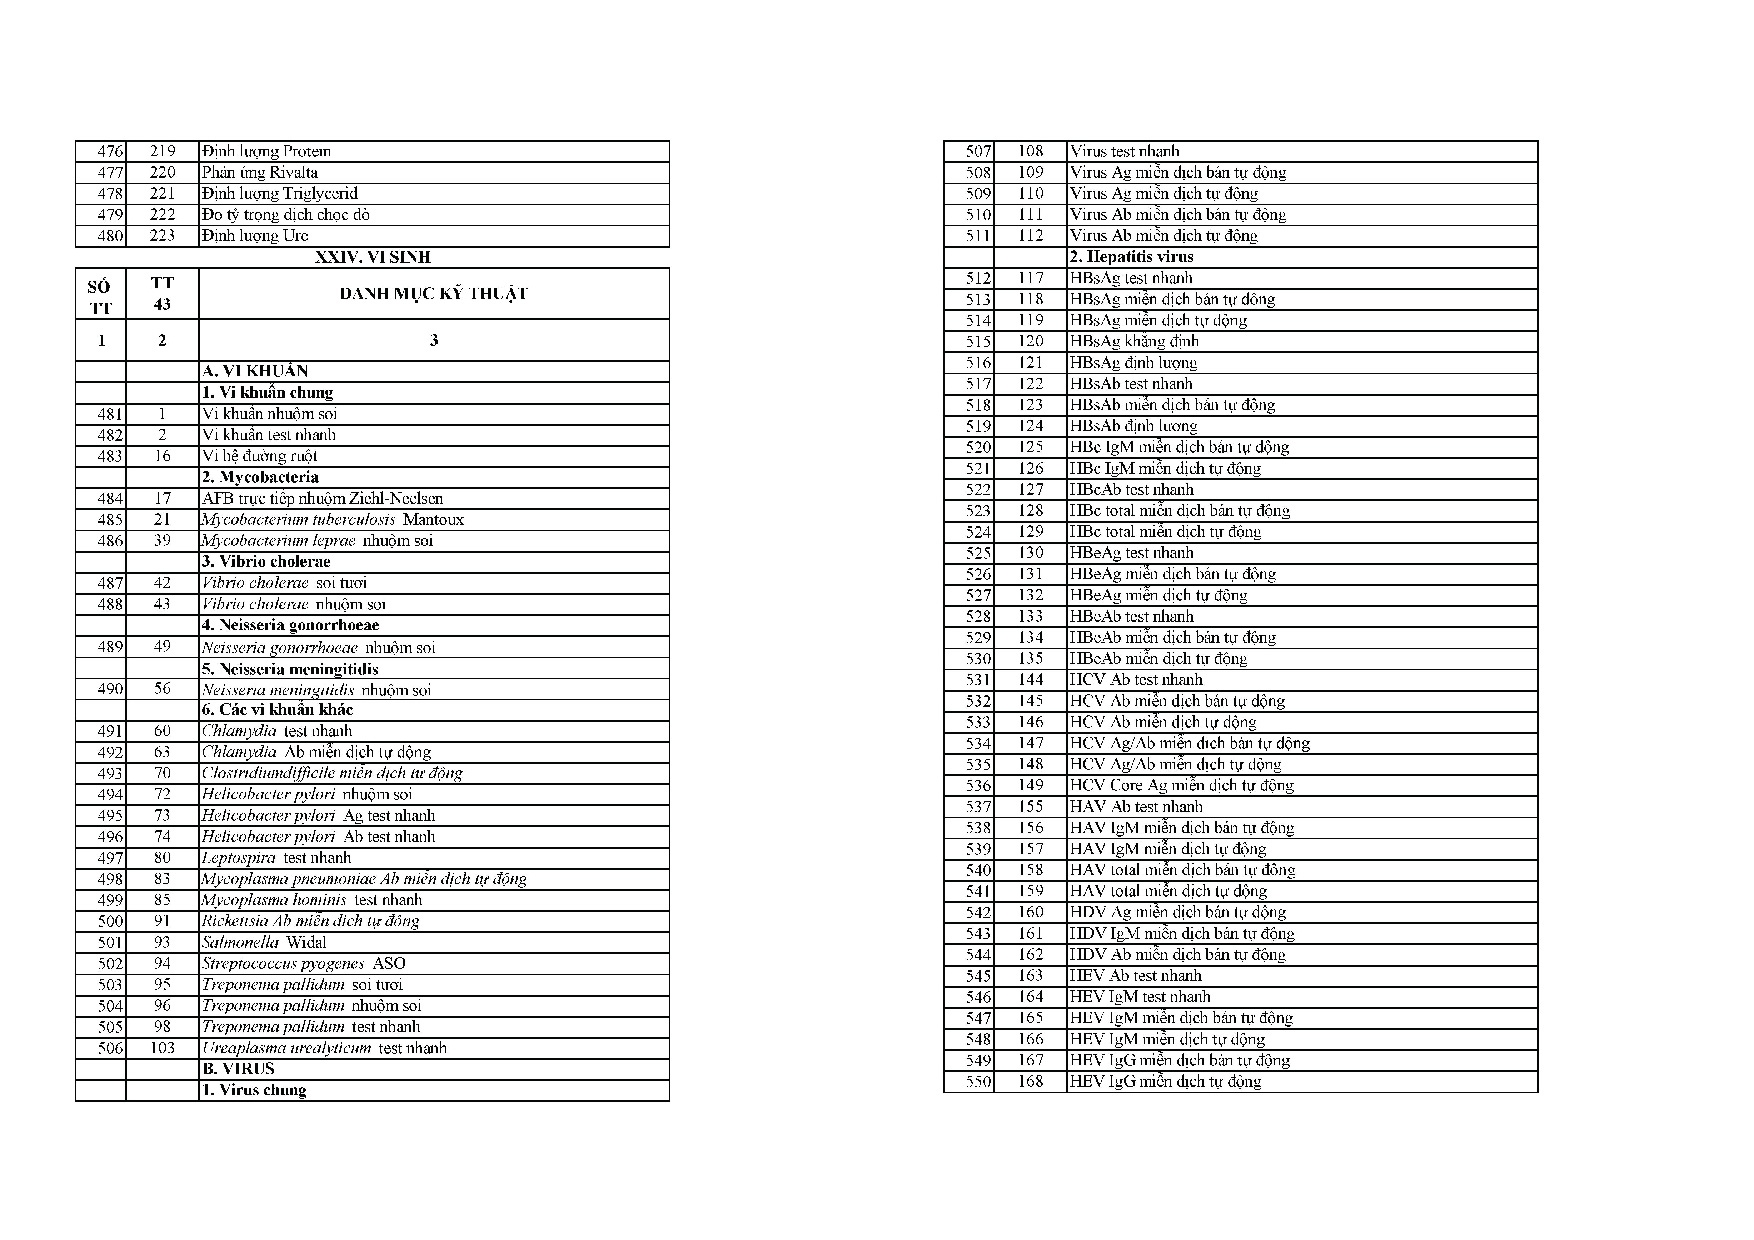 476 219 Định lượng Protein
477 220 Phản ứng Rivalta
478 221 Định lượng Triglycerid
479 222 Đo tỷ trọng dịch chọc dò
480 223 Định lượng Ure
XXIV. VI SINH
SỐ TT TT 43 DANH MỤC KỸ THUẬT
1 2 3
A. VI KHUẨN
1. Vi khuẩn chung
481 1 Vi khuẩn nhuộm soi
482 2 Vi khuẩn test nhanh
483 16 Vi hệ đường ruột
2. Mycobacteria
484 17 AFB trực tiếp nhuộm Ziehl-Neelsen
485 21 Mycobacterium tuberculosis Mantoux
486 39 Mycobacterium leprae nhuộm soi
3. Vibrio cholerae
487 42 Vibrio cholerae soi tươi
488 43 Vibrio cholerae nhuộm soi
4. Neisseria gonorrhoeae
489 49 Neisseria gonorrhoeae nhuộm soi
5. Neisseria meningitidis
490 56 Neisseria meningitidis nhuộm soi
6. Các vi khuẩn khác
491 60 Chlamydia test nhanh
492 63 Chlamydia Ab miễn dịch tự động
493 70 Clostridiundifficile miễn dịch tự động
494 72 Helicobacter pylori nhuộm soi
495 73 Helicobacter pylori Ag test nhanh
496 74 Helicobacter pylori Ab test nhanh
497 80 Leptospira test nhanh
498 83 Mycoplasma pneumoniae Ab miễn dịch tự động
499 85 Mycoplasma hominis test nhanh
500 91 Rickettsia Ab miễn dịch tự động
501 93 Salmonella Widal
502 94 Streptococcus pyogenes ASO
503 95 Treponema pallidum soi tươi
504 96 Treponema pallidum nhuộm soi
505 98 Treponema pallidum test nhanh
506 103 Ureaplasma urealyticum test nhanh
B. VIRUS
1. Virus chung
507 108 Virus test nhanh
508 109 Virus Ag miễn dịch bán tự động
509 110 Virus Ag miễn dịch tự động
510 111 Virus Ab miễn dịch bán tự động
511 112 Virus Ab miễn dịch tự động
2. Hepatitis virus
512 117 HBsAg test nhanh
513 118 HBsAg miễn dịch bán tự động
514 119 HBsAg miễn dịch tự động
515 120 HBsAg khẳng định
516 121 HBsAg định lượng
517 122 HBsAb test nhanh
518 123 HBsAb miễn dịch bán tự động
519 124 HBsAb định lượng
520 125 HBc IgM miễn dịch bán tự động
521 126 HBc IgM miễn dịch tự động
522 127 HBcAb test nhanh
523 128 HBc total miễn dịch bán tự động
524 129 HBc total miễn dịch tự động
525 130 HBeAg test nhanh
526 131 HBeAg miễn dịch bán tự động
527 132 HBeAg miễn dịch tự động
528 133 HBeAb test nhanh
529 134 HBeAb miễn dịch bán tự động
530 135 HBeAb miễn dịch tự động
531 144 HCV Ab test nhanh
532 145 HCV Ab miễn dịch bán tự động
533 146 HCV Ab miễn dịch tự động
534 147 HCV Ag/Ab miễn dịch bán tự động
535 148 HCV Ag/Ab miễn dịch tự động
536 149 HCV Core Ag miễn dịch tự động
537 155 HAV Ab test nhanh
538 156 HAV IgM miễn dịch bán tự động
539 157 HAV IgM miễn dịch tự động
540 158 HAV total miễn dịch bán tự động
541 159 HAV total miễn dịch tự động
542 160 HDV Ag miễn dịch bán tự động
543 161 HDV IgM miễn dịch bán tự động
544 162 HDV Ab miễn dịch bán tự động
545 163 HEV Ab test nhanh
546 164 HEV IgM test nhanh
547 165 HEV IgM miễn dịch bán tự động
548 166 HEV IgM miễn dịch tự động
549 167 HEV IgG miễn dịch bán tự động
550 168 HEV IgG miễn dịch tự động